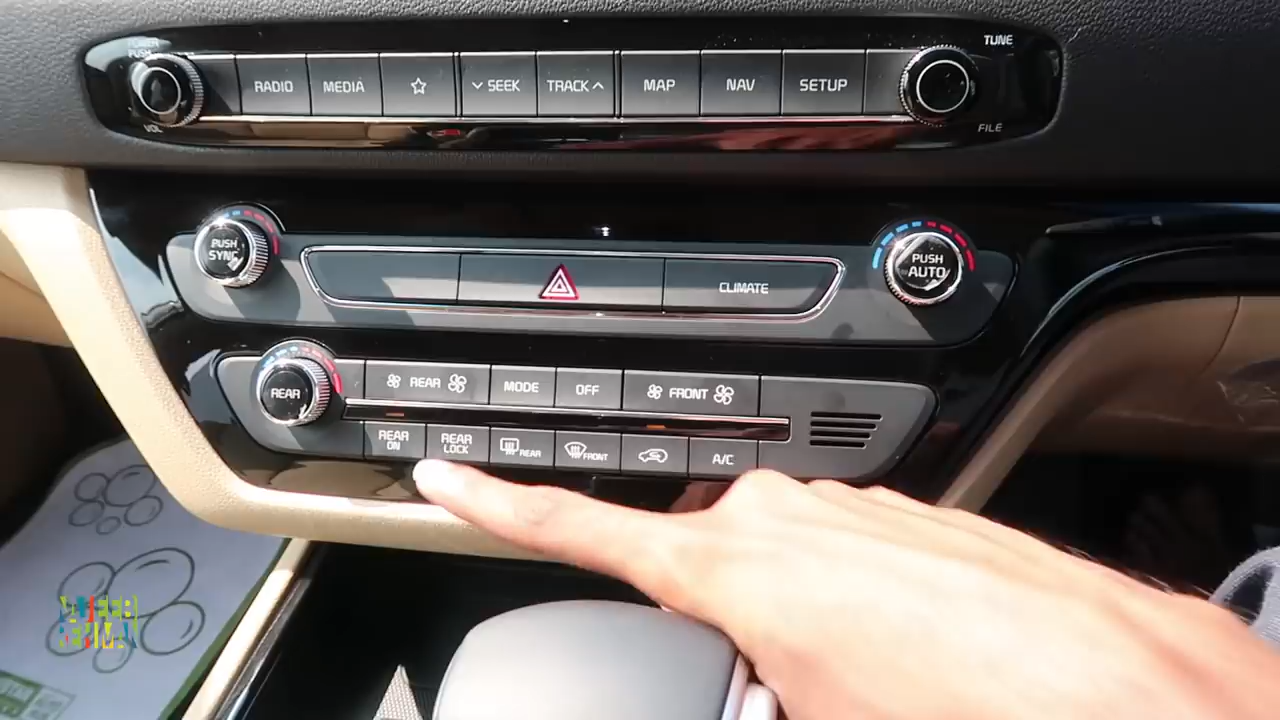 POWER
PUSH
VOL
RADIO
MEDIA
SEEK
TRACK
MAP
NAV
SETUP
TUNE
FILE
PUSH
SYNC
CLIMATE
PUSH
AUTO
REAR
REAR
MODE
OFF
FRONT
REAR
ON
REAR
LOCK
REAR
FRONT
A/C